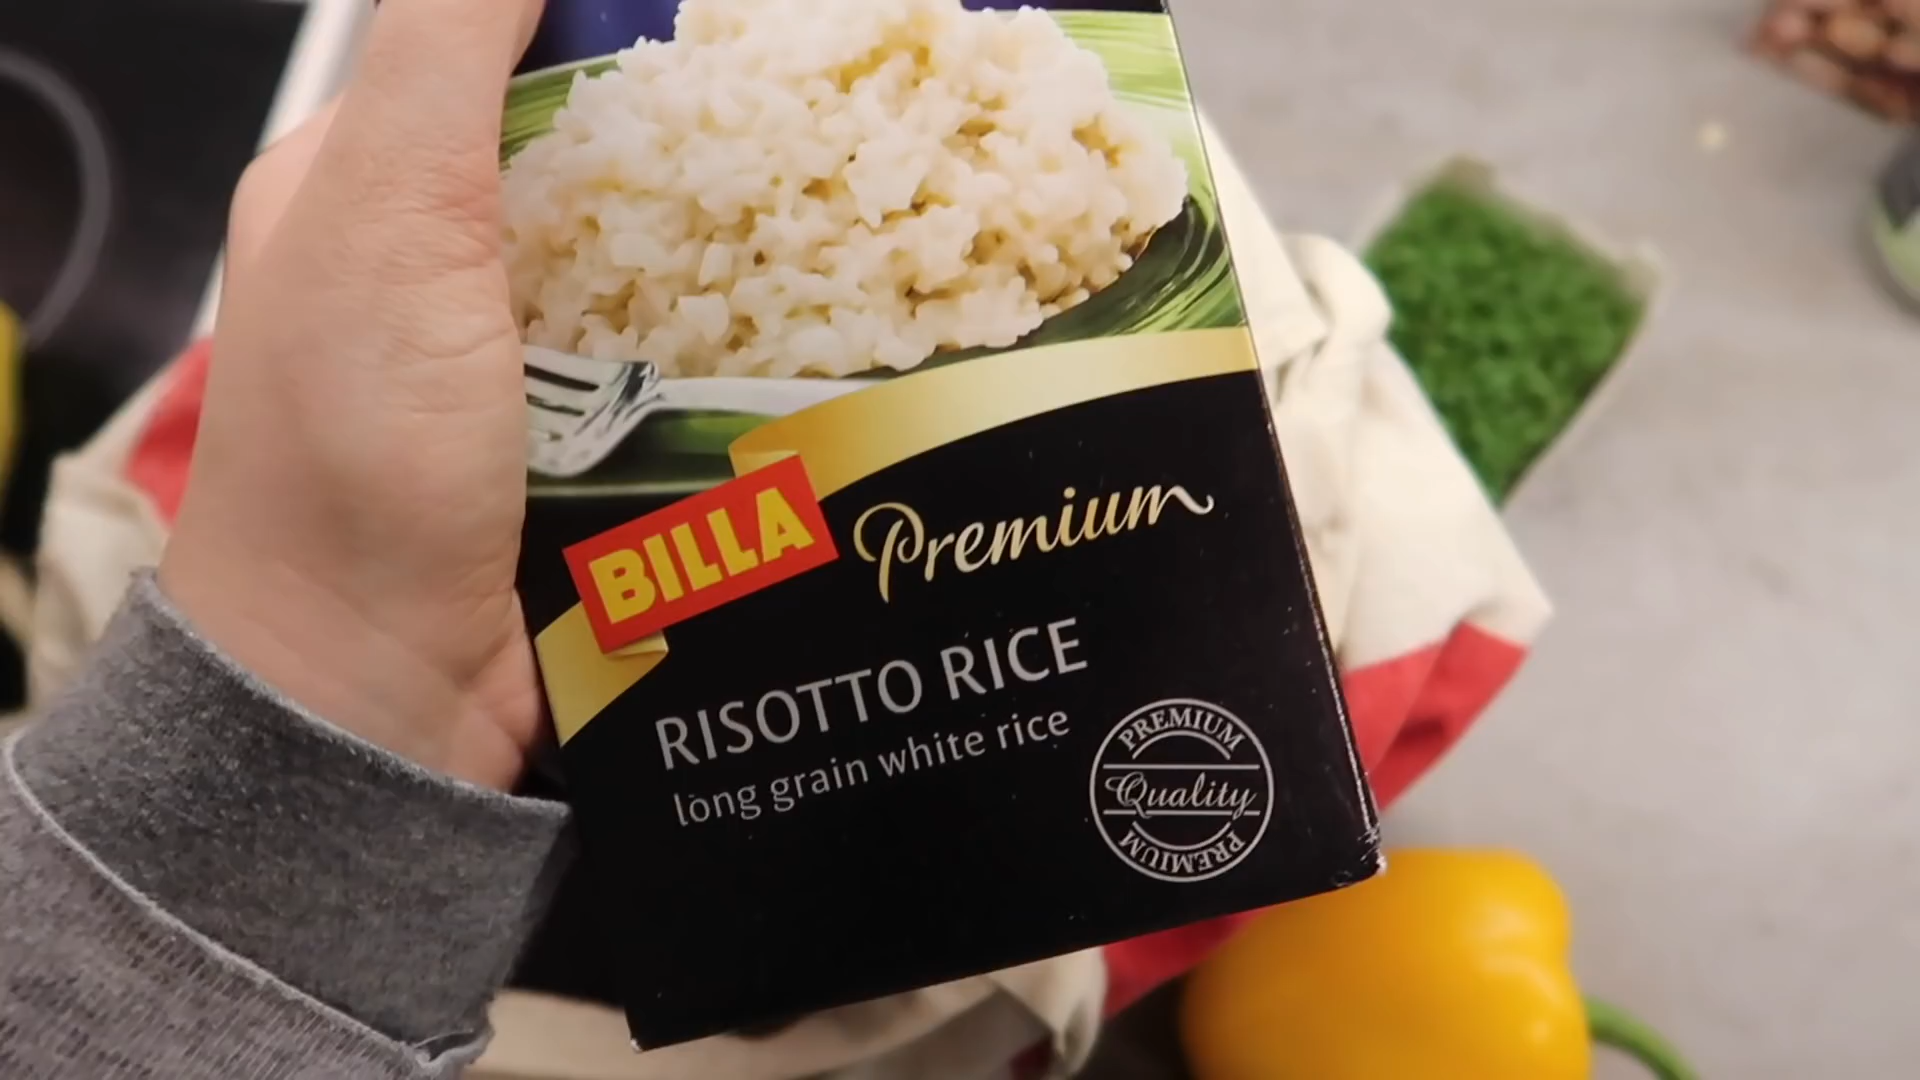 BILLA Premium
RISOTTO RICE
long grain white rice
PREMIUM
Quality
PREMIUM